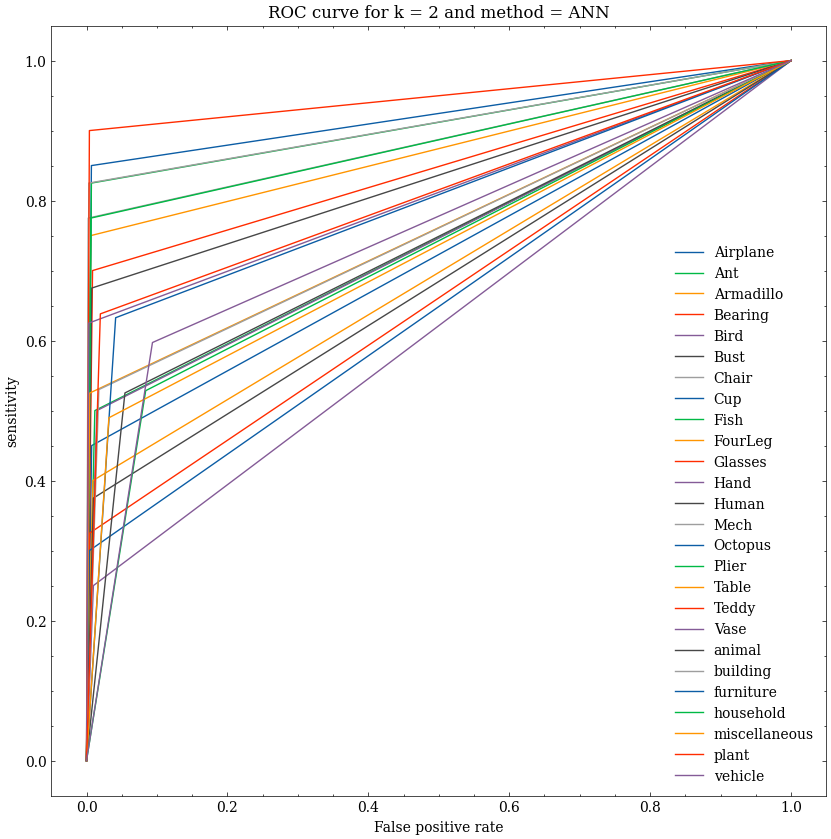 ROC curve for k = 2 and method = ANN
1.0
0.8
0.6
0.4
0.2
0.0
sensitivity
Airplane
Ant
Armadillo
Bearing
Bird
Bust
Chair
Cup
Fish
FourLeg
Glasses
Hand
Human
Mech
Octopus
Plier
Table
Teddy
Vase
animal
building
furniture
household
miscellaneous
plant
vehicle
0.0 0.2 0.4 0.6 0.8 1.0
False positive rate